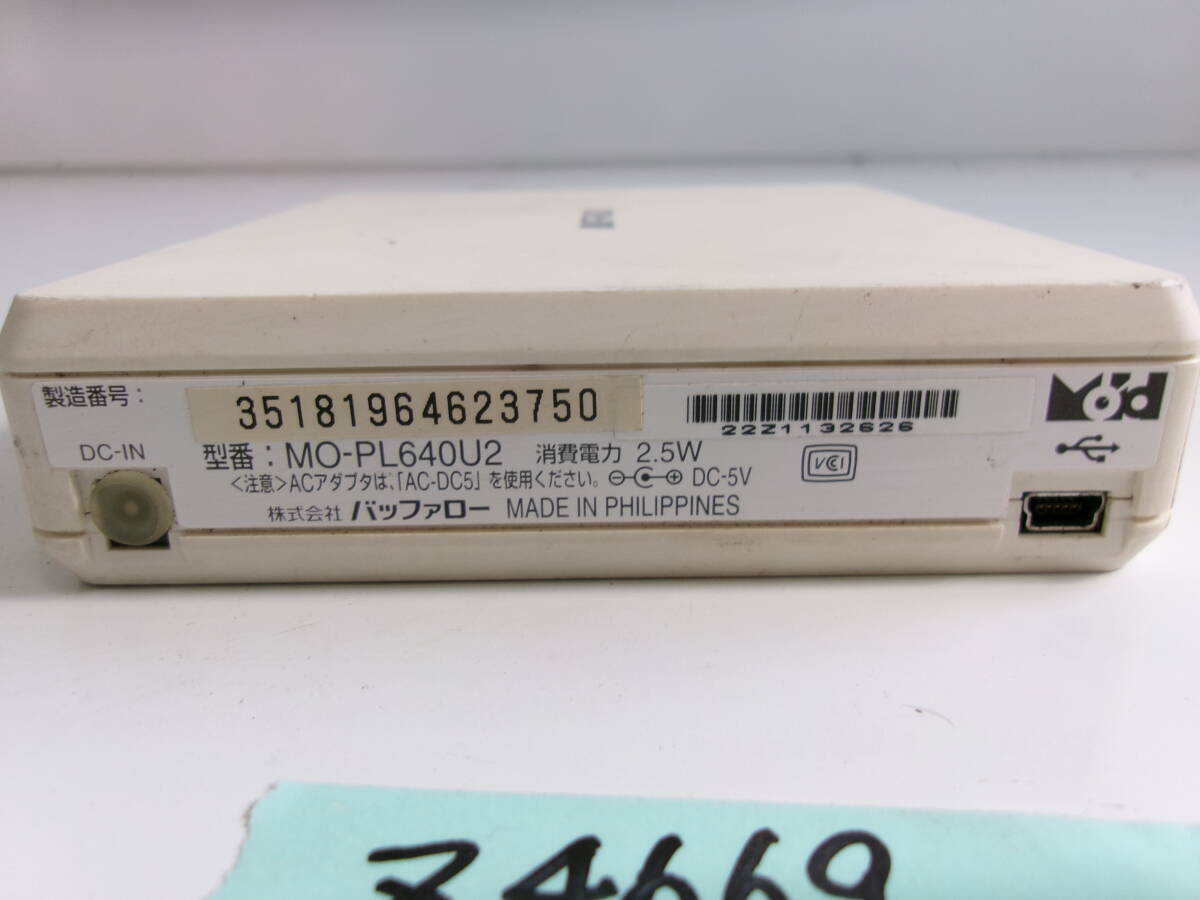 製造番号:
35181964623750
22Z1132626
DC-IN
型番: MO-PL640U2 消費電力 2.5W
VCI
<注意>ACアダプタは、「AC-DC5」を使用ください。 DC-5V
株式会社 バッファロー MADE IN PHILIPPINES